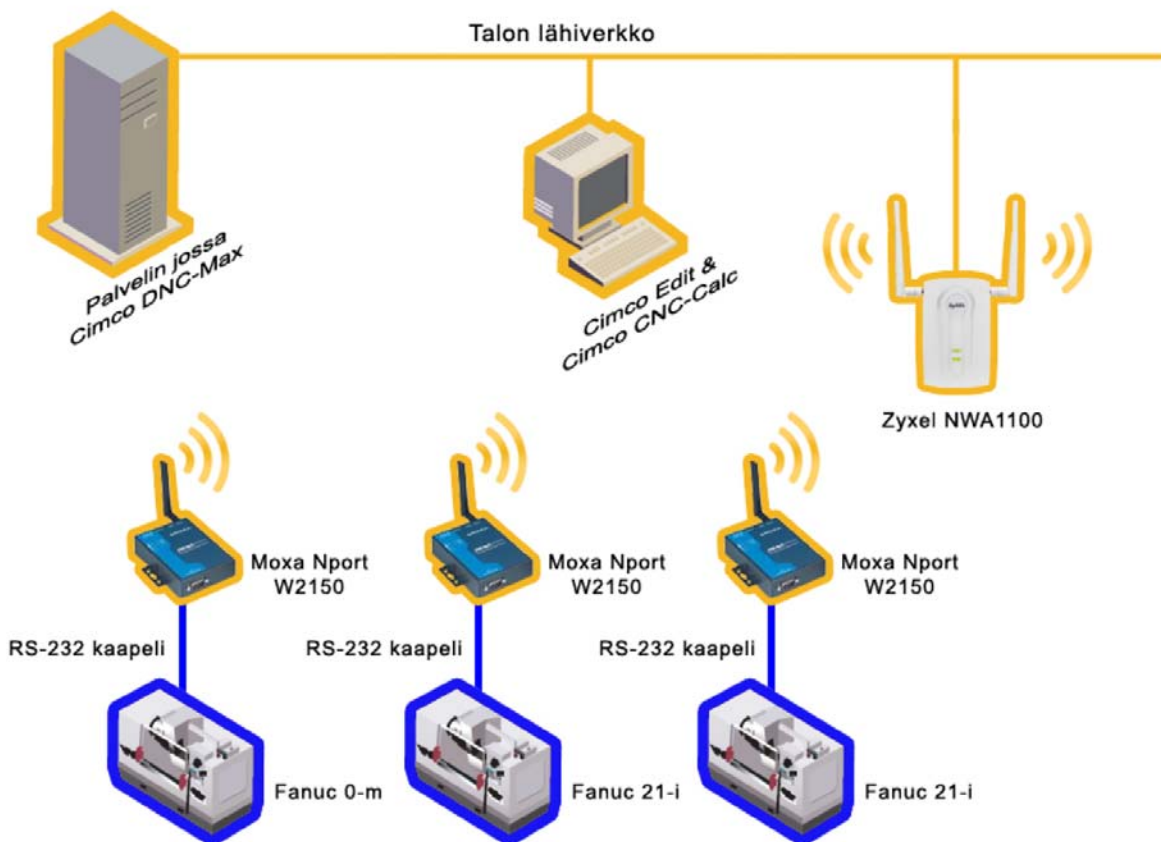 Talon lähiverkko
Palvelin jossa
Cimco DNC-Max
Cimco Edit &
Cimco CNC-Calc
ZyXEL
Zyxel NWA1100
Moxa Nport
W2150
Moxa Nport
W2150
Moxa Nport
W2150
RS-232 kaapeli
RS-232 kaapeli
RS-232 kaapeli
Fanuc 0-m
Fanuc 21-i
Fanuc 21-i